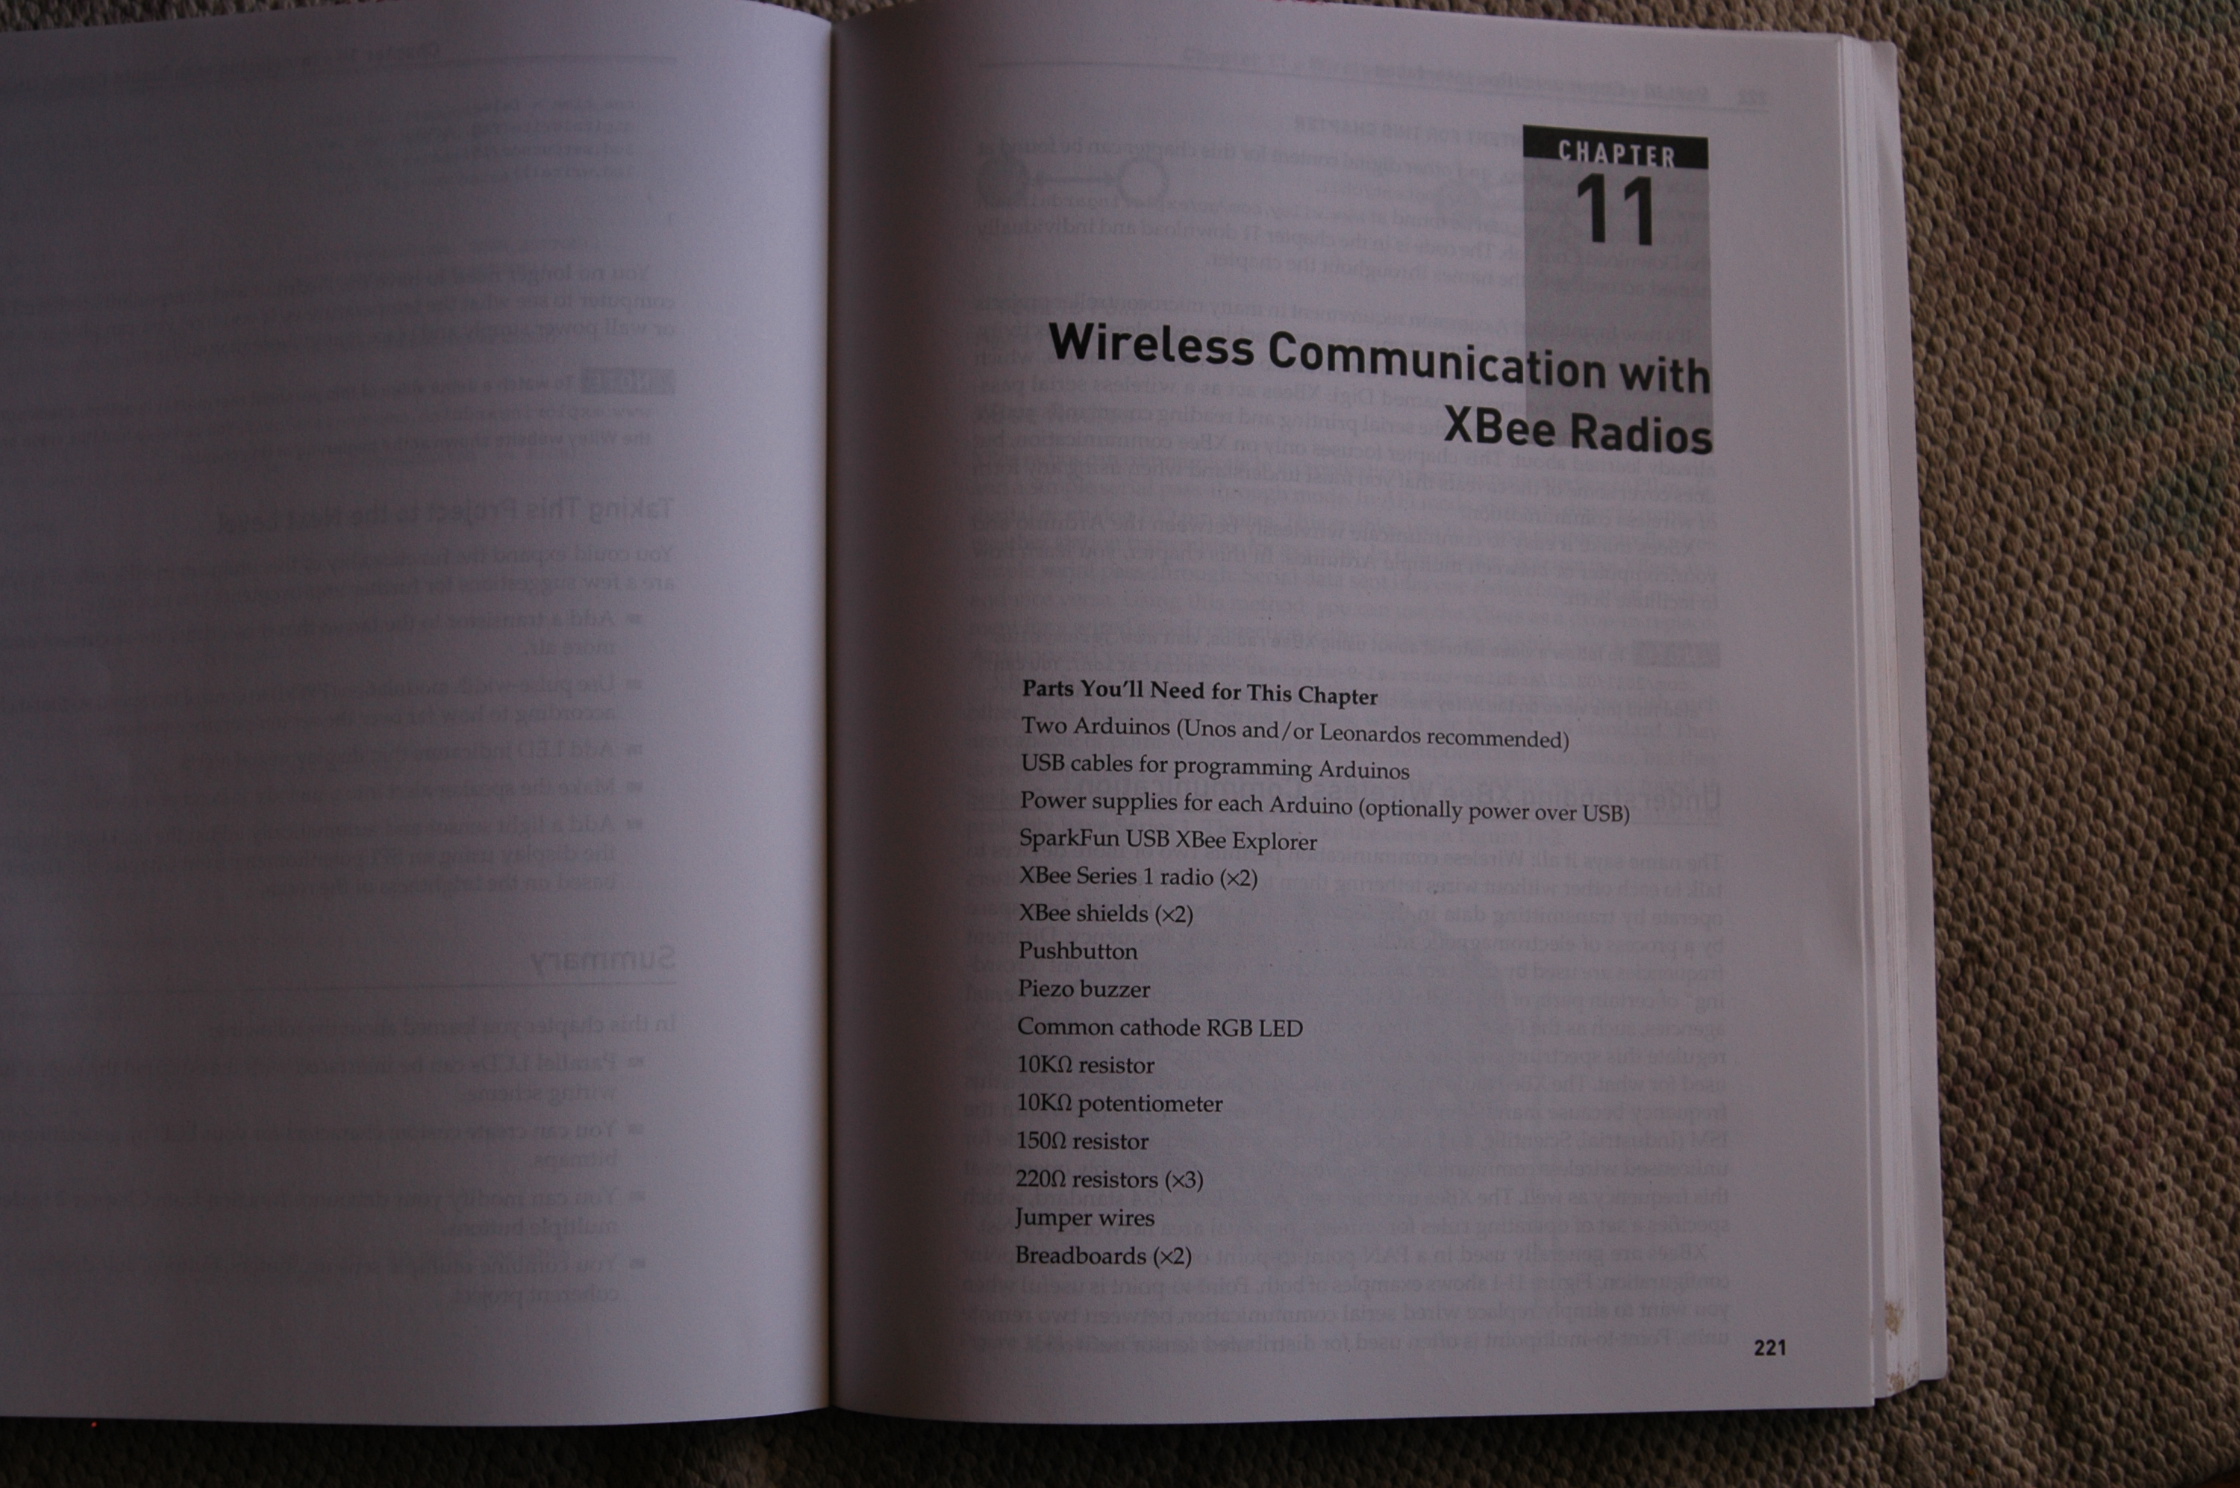 CHAPTER
11
Wireless Communication with
XBee Radios
Parts You'll Need for This Chapter
Two Arduinos (Unos and/or Leonardos recommended)
USB cables for programming Arduinos
Power supplies for each Arduino (optionally power over USB)
SparkFun USB XBee Explorer
XBee Series 1 radio (×2)
XBee shields (×2)
Pushbutton
Piezo buzzer
Common cathode RGB LED
10KΩ resistor
10KΩ potentiometer
150Ω resistor
220Ω resistors (×3)
Jumper wires
Breadboards (×2)
221